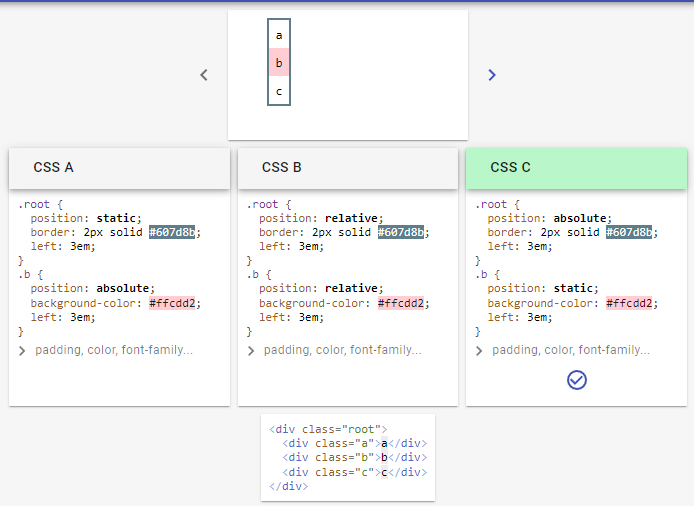 a
b
c
CSS A
.root {
position: static;
border: 2px solid #607d8b;
left: 3em;
}
.b {
position: absolute;
background-color: #ffcdd2;
left: 3em;
}
padding, color, font-family...
CSS B
.root {
position: relative;
border: 2px solid #607d8b;
left: 3em;
}
.b {
position: relative;
background-color: #ffcdd2;
left: 3em;
}
padding, color, font-family...
CSS C
.root {
position: absolute;
border: 2px solid #607d8b;
left: 3em;
}
.b {
position: static;
background-color: #ffcdd2;
left: 3em;
}
padding, color, font-family...
<div class="root">
<div class="a">a</div>
<div class="b">b</div>
<div class="c">c</div>
</div>